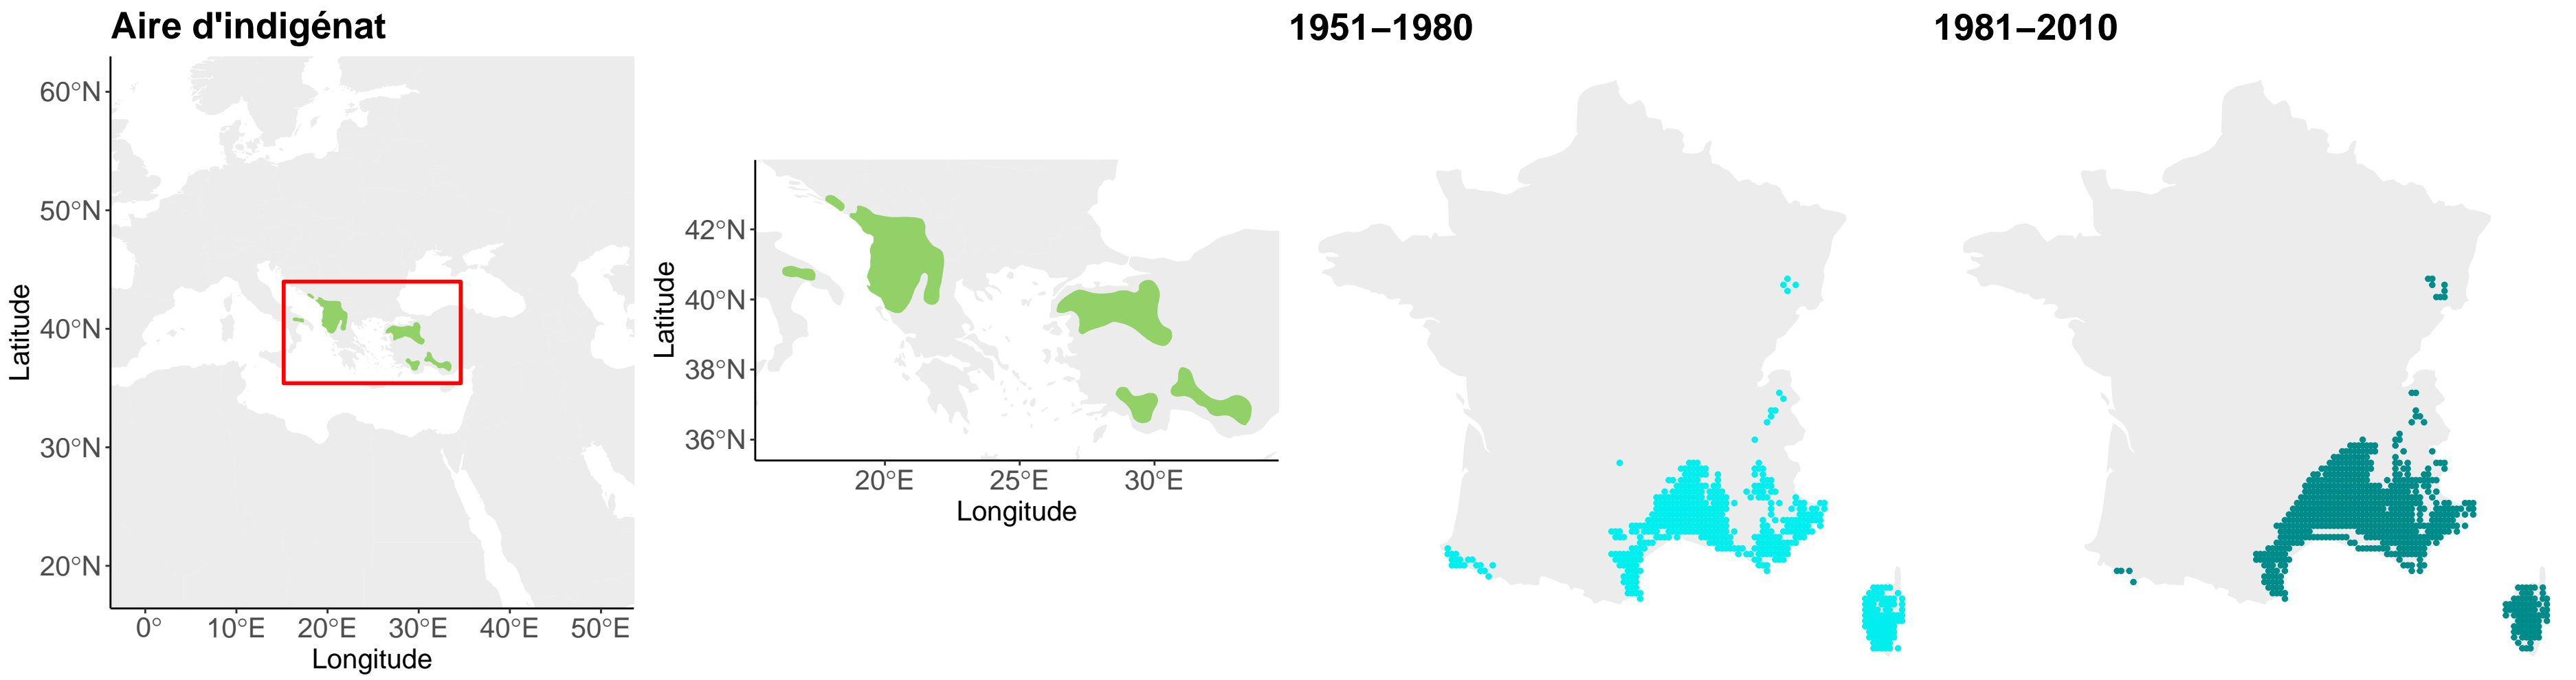 Aire d'indigénat
60°N
50°N
40°N
30°N
20°N
Latitude
0°
10°E
20°E
30°E
40°E
50°E
Longitude
42°N
40°N
38°N
36°N
Latitude
20°E
25°E
30°E
Longitude
1951−1980
1981−2010